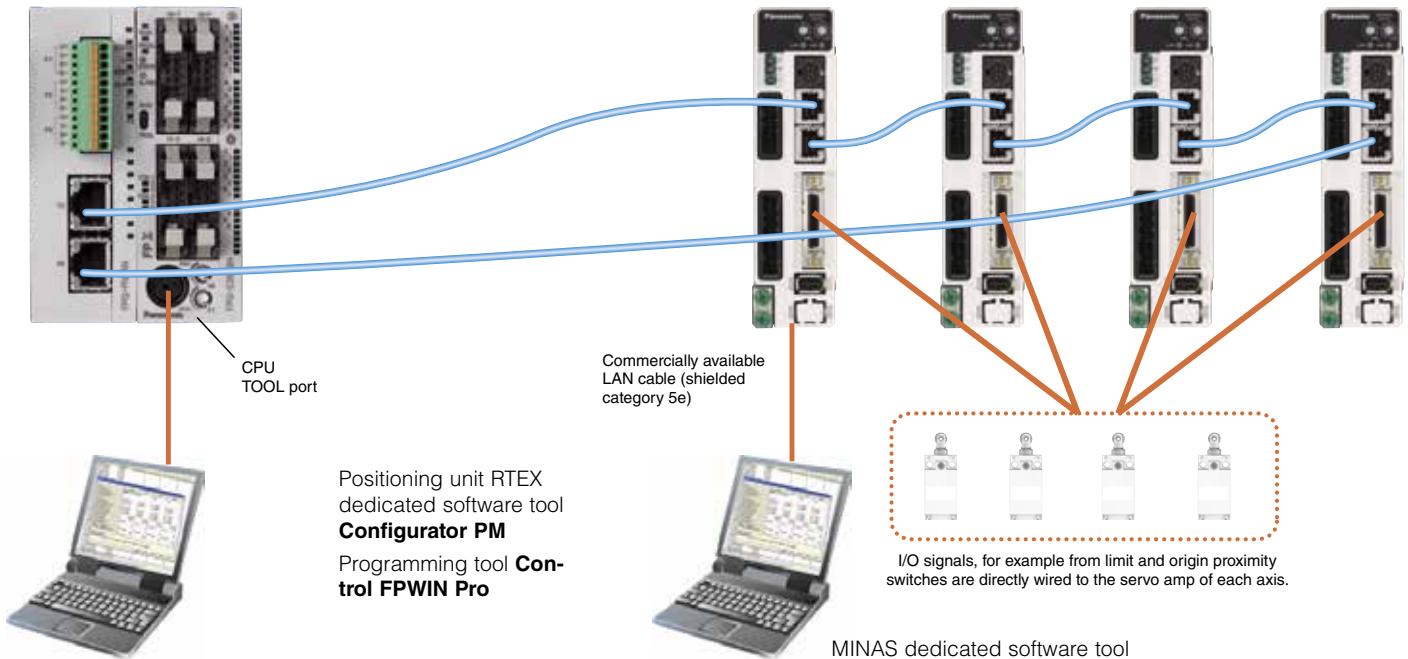 Panasonic
Panasonic
Panasonic
Panasonic
Panasonic
CPU
TOOL port
Commercially available
LAN cable (shielded
category 5e)
Positioning unit RTEX
dedicated software tool
Configurator PM
Programming tool Con-
trol FPWIN Pro
I/O signals, for example from limit and origin proximity
switches are directly wired to the servo amp of each axis.
MINAS dedicated software tool